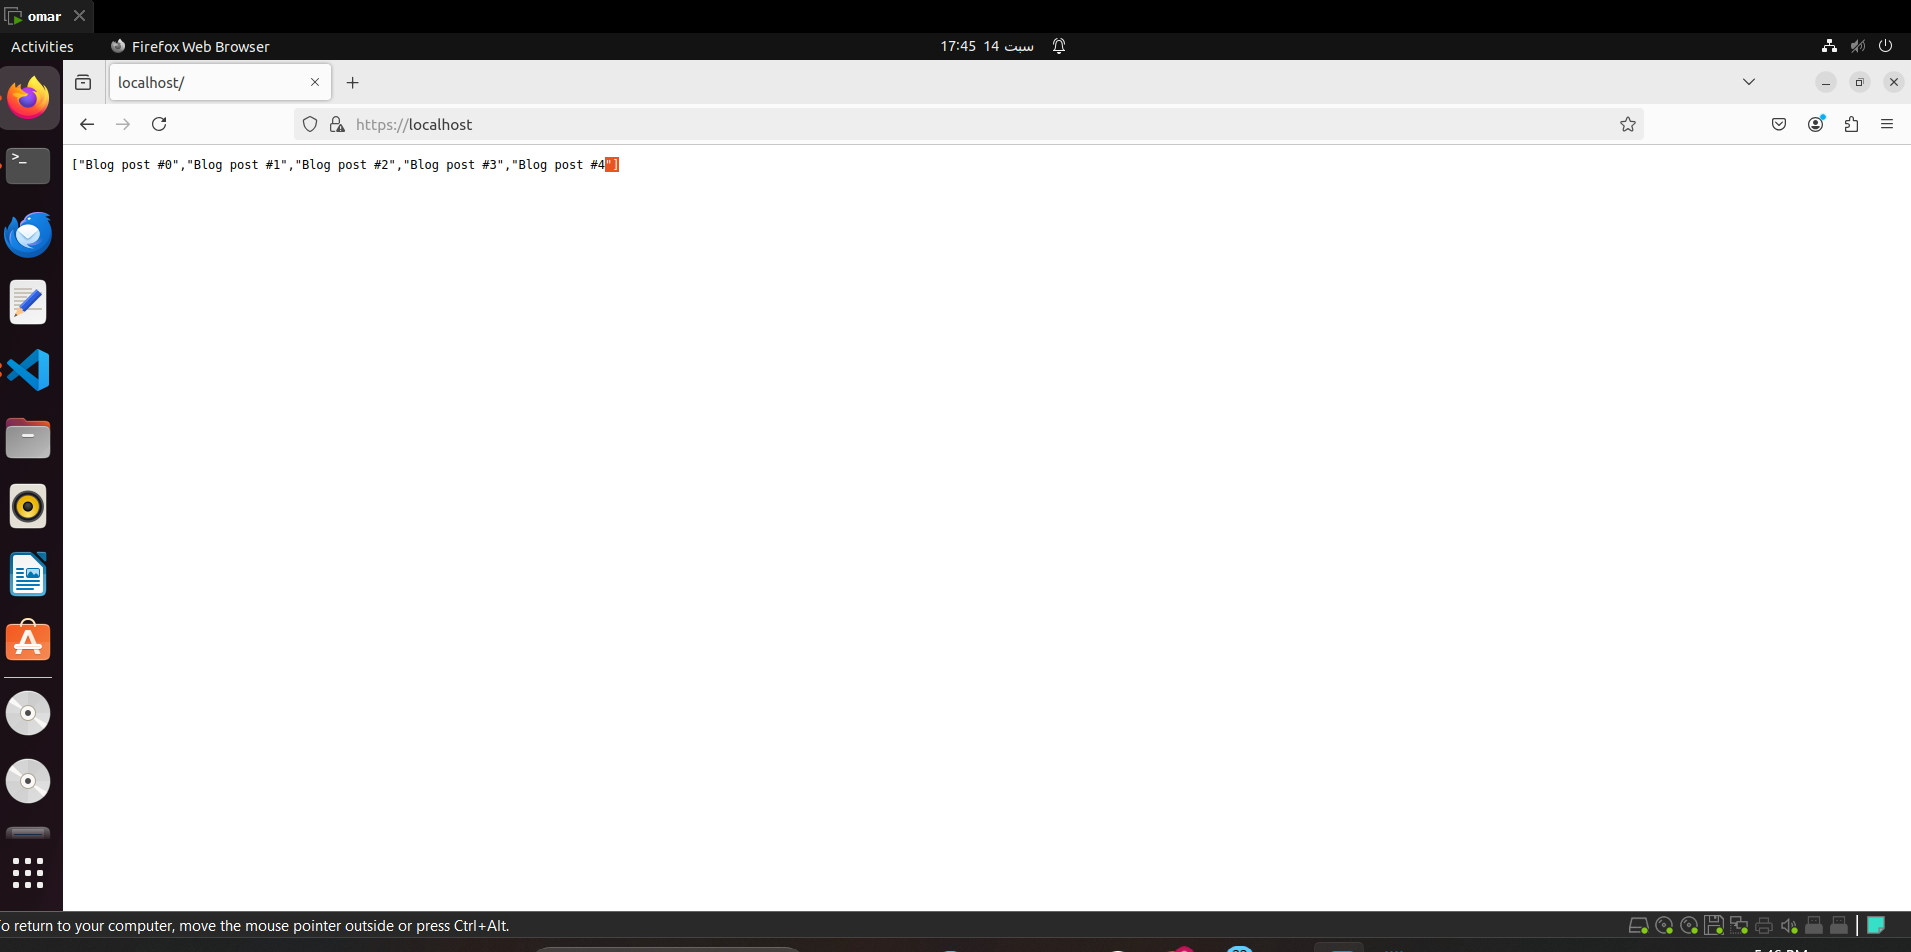 omar
Activities
Firefox Web Browser
17:45 14 سبت
localhost/
https://localhost
["Blog post #0","Blog post #1","Blog post #2","Blog post #3","Blog post #4"]
o return to your computer, move the mouse pointer outside or press Ctrl+Alt.